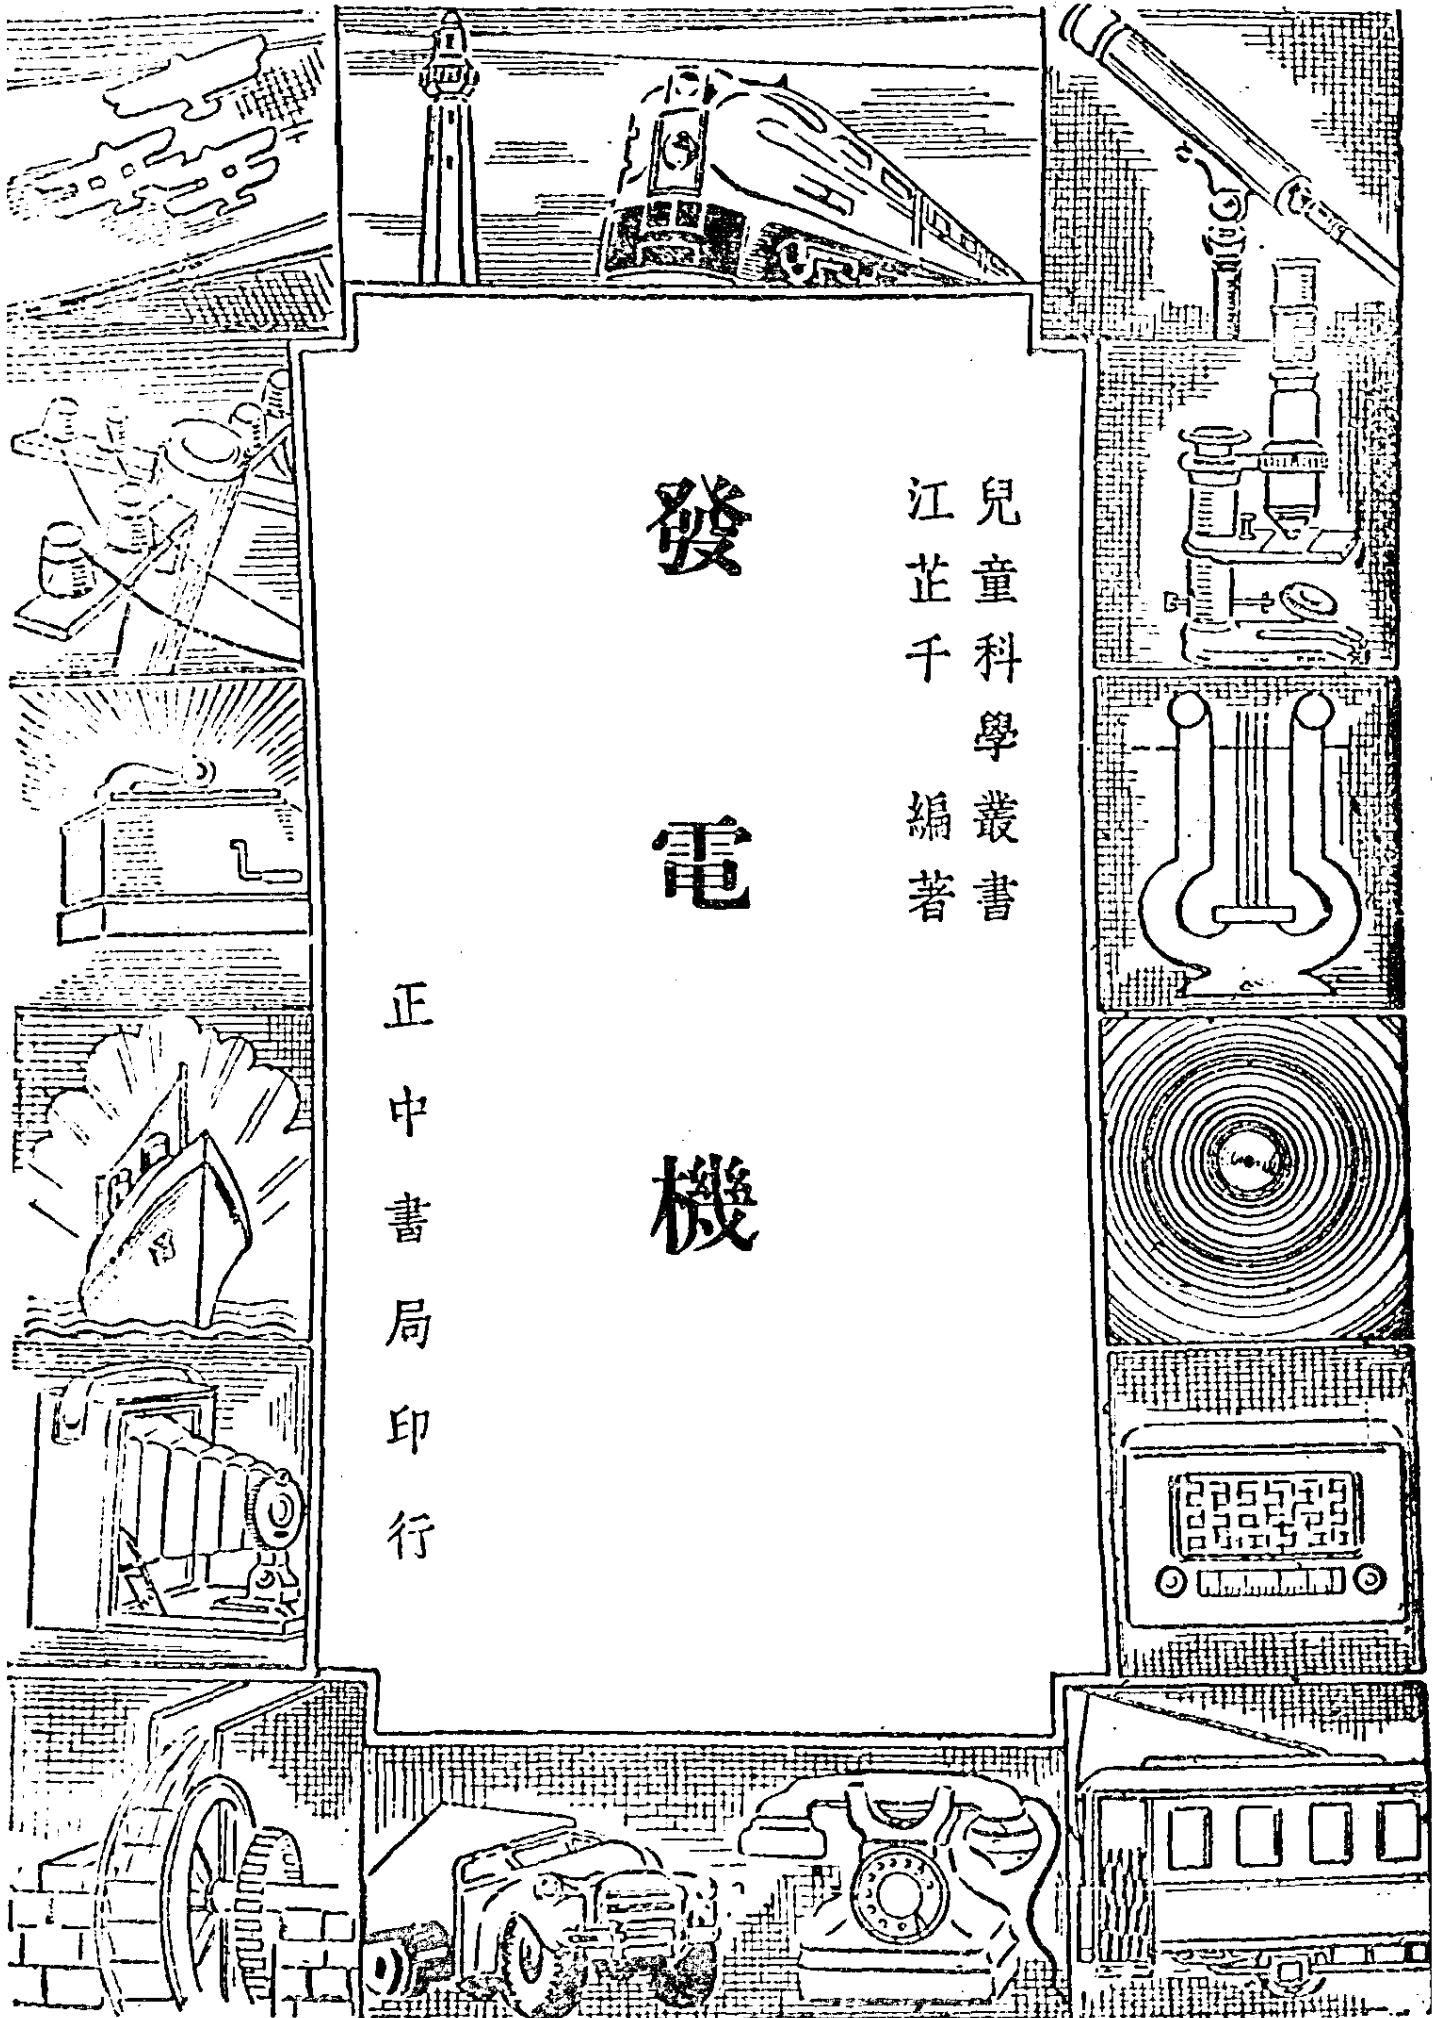 兒童科學叢書
江芷千 編著
發電機
正中書局印行